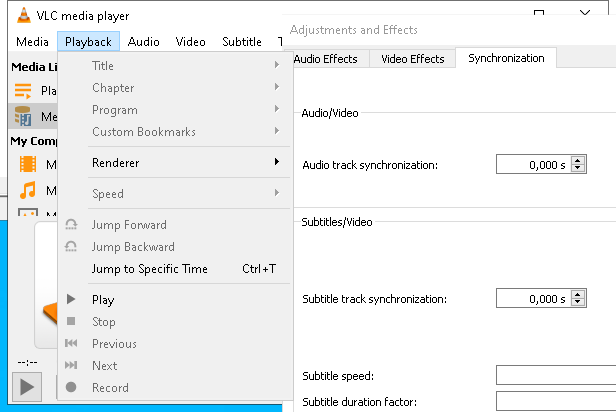 VLC media player
Media Playback Audio Video Subtitle
Media Li
Pla
Me
My Comp
M
M
M
--:--
Title
Chapter
Program
Custom Bookmarks
Renderer
Speed
Jump Forward
Jump Backward
Jump to Specific Time Ctrl+T
Play
Stop
Previous
Next
Record
Adjustments and Effects
Audio Effects Video Effects Synchronization
Audio/Video
Audio track synchronization: 0,000 s
Subtitles/Video
Subtitle track synchronization: 0,000 s
Subtitle speed:
Subtitle duration factor: